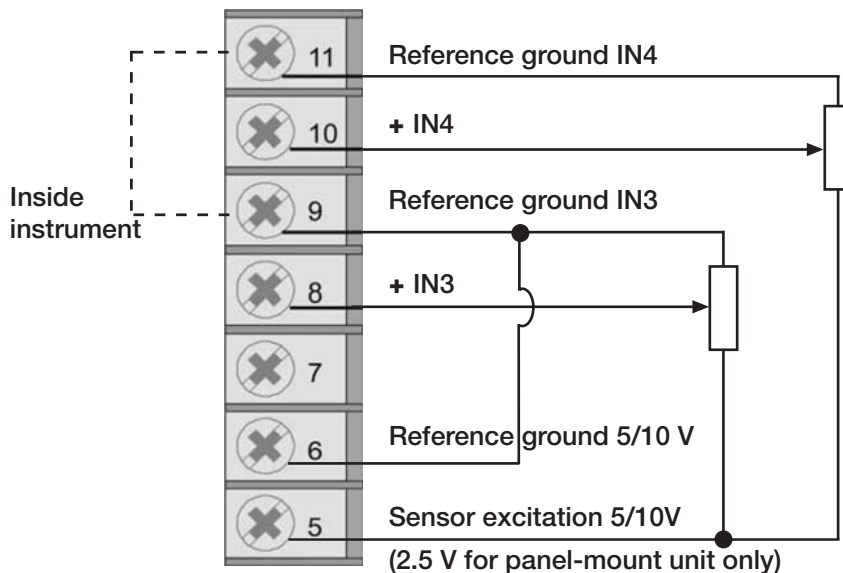 11 Reference ground IN4
10 + IN4
Inside
instrument
9 Reference ground IN3
8 + IN3
7
6 Reference ground 5/10 V
5 Sensor excitation 5/10V
(2.5 V for panel-mount unit only)